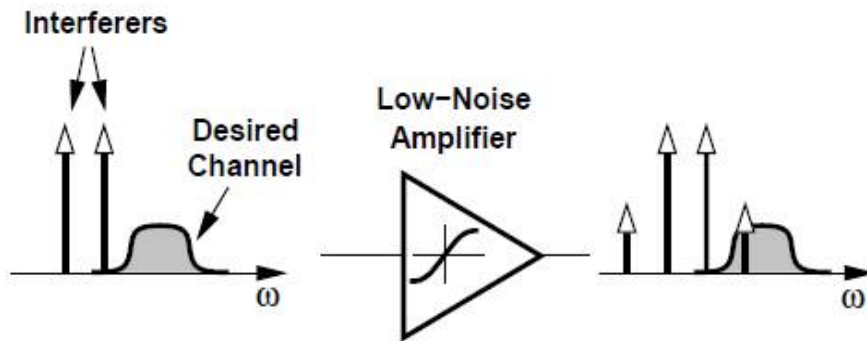 Interferers
Desired
Channel
ω
Low−Noise
Amplifier
ω